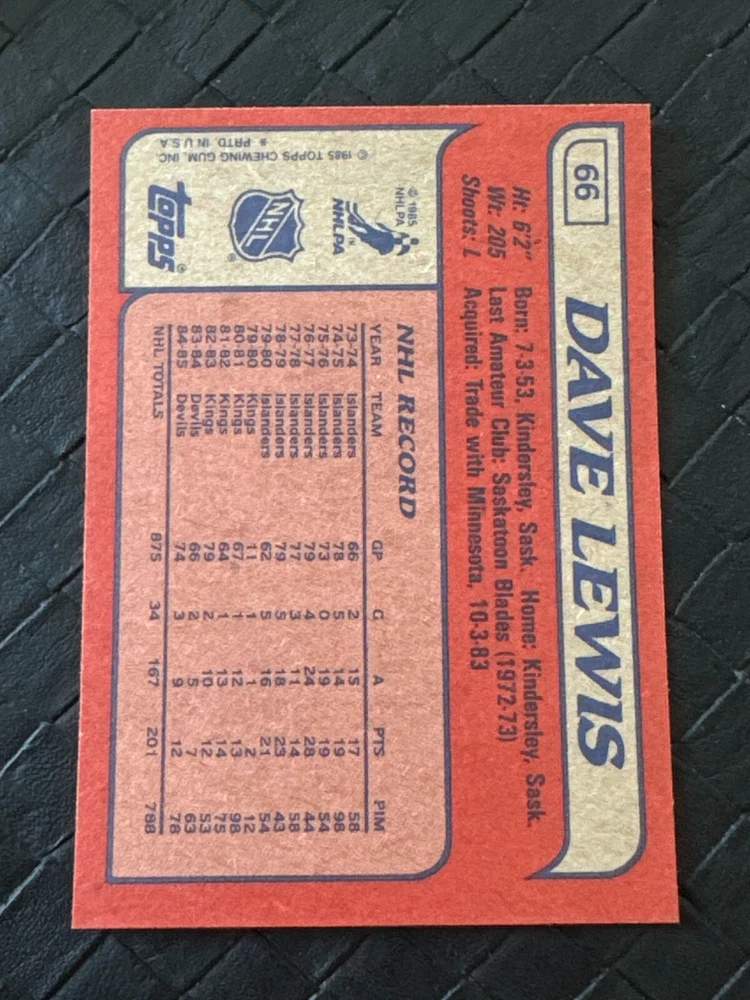 66
DAVE LEWIS
Ht: 6'2" Born: 7-3-53, Kindersley, Sask. Home: Kindersley, Sask.
Wt: 205 Last Amateur Club: Saskatoon Blades (1972-73)
Shoots: L Acquired: Trade with Minnesota, 10-3-83
© 1985 NHLPA
NHLPA
TM
NHL
®
topps®
© 1985 TOPPS CHEWING GUM, INC
* PRTD. IN U.S.A
NHL RECORD
YEAR TEAM GP G A PTS PIM
73-74 Islanders 66 2 15 17 58
74-75 Islanders 78 5 14 19 98
75-76 Islanders 73 0 19 19 54
76-77 Islanders 79 4 24 28 44
77-78 Islanders 77 3 11 14 58
78-79 Islanders 79 5 18 23 43
79-80 Islanders 62 5 16 21 54
79-80 Kings 11 1 1 2 12
80-81 Kings 67 1 12 13 98
81-82 Kings 64 1 13 14 75
82-83 Kings 79 2 10 12 53
83-84 Devils 66 2 5 7 63
84-85 Devils 74 3 9 12 78
NHL TOTALS 875 34 167 201 788